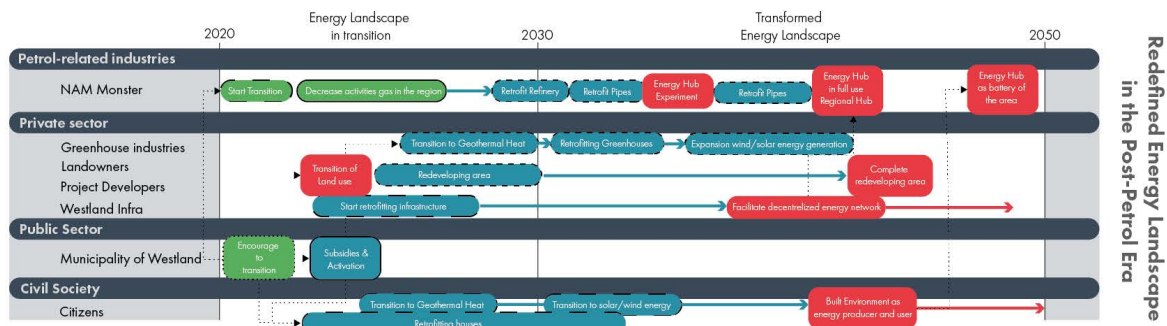 Energy Landscape
in transition
Transformed
Energy Landscape
2020
2030
2050
Petrol-related industries
NAM Monster
Start Transition
Decrease activities gas in the region
Retrofit Refinery
Retrofit Pipes
Energy Hub
Experiment
Retrofit Pipes
Energy Hub
in full use
Regional Hub
Energy Hub
as battery of
the area
Private sector
Greenhouse industries
Transition to Geothermal Heat
Retrofitting Greenhouses
Expansion wind/solar energy generation
Landowners
Project Developers
Transition of
Land use
Redeveloping area
Complete
redeveloping area
Westland Infra
Start retrofitting infrastructure
Facilitate decentrelized energy network
Public Sector
Municipality of Westland
Encourage
to
transition
Subsidies &
Activation
Civil Society
Citizens
Transition to Geothermal Heat
Transition to solar/wind energy
Built Environment as
energy producer and user
Retrofitting houses
Redefined Energy Landscape
in the Post-Petrol Era